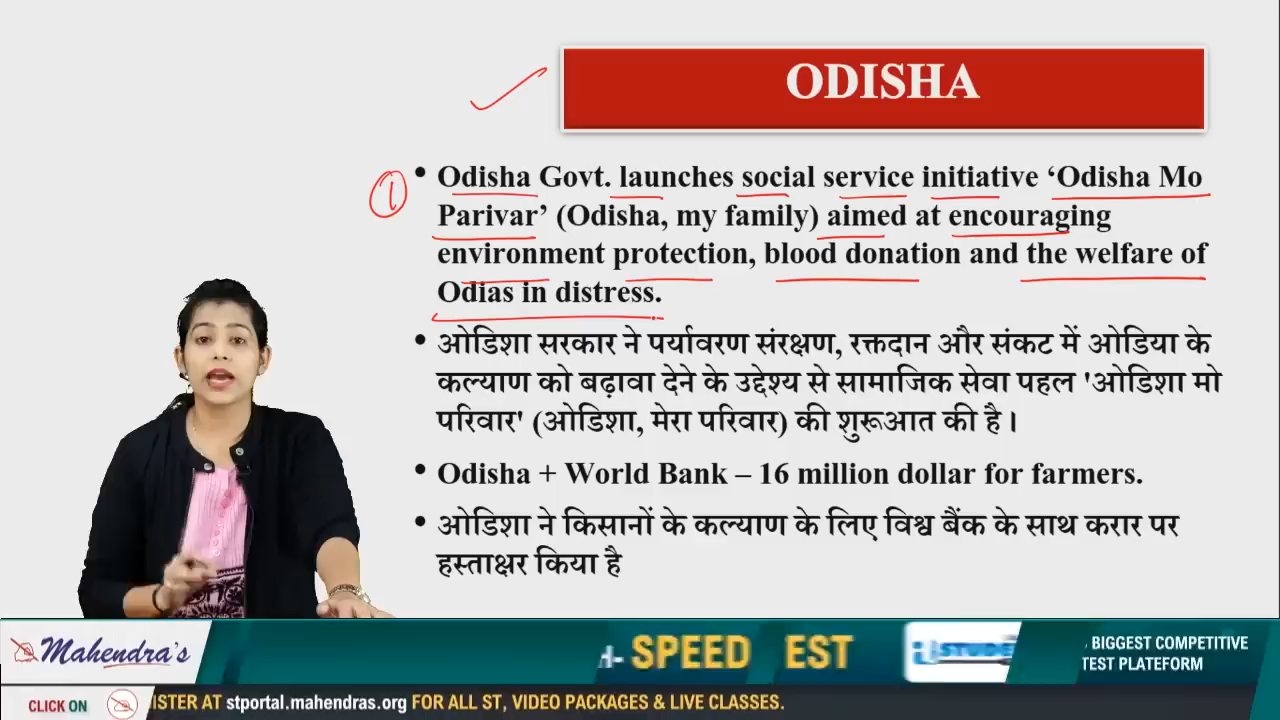 ODISHA
① • Odisha Govt. launches social service initiative ‘Odisha Mo
Parivar’ (Odisha, my family) aimed at encouraging
environment protection, blood donation and the welfare of
Odias in distress.
• ओडिशा सरकार ने पर्यावरण संरक्षण, रक्तदान और संकट में ओडिया के
कल्याण को बढ़ावा देने के उद्देश्य से सामाजिक सेवा पहल 'ओडिशा मो
परिवार' (ओडिशा, मेरा परिवार) की शुरूआत की है।
• Odisha + World Bank – 16 million dollar for farmers.
• ओडिशा ने किसानों के कल्याण के लिए विश्व बैंक के साथ करार पर
हस्ताक्षर किया है
Mahendra's
SPEED EST
BIGGEST COMPETITIVE
TEST PLATEFORM
CLICK ON
ISTER AT stportal.mahendras.org FOR ALL ST, VIDEO PACKAGES & LIVE CLASSES.